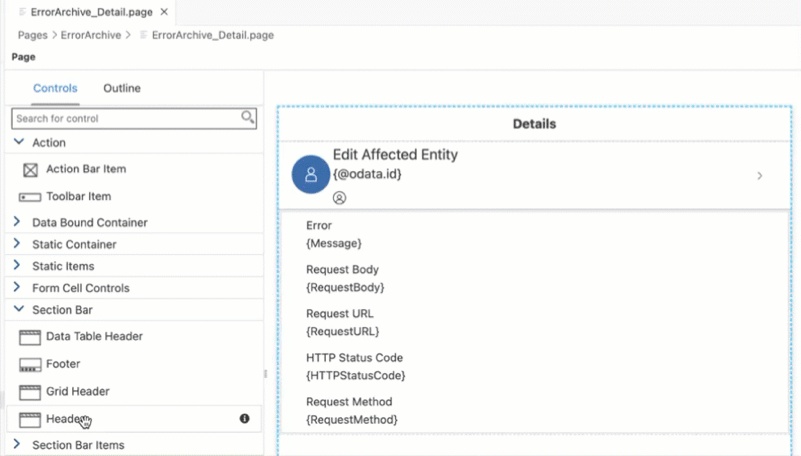 ErrorArchive_Detail.page ×
Pages > ErrorArchive > ErrorArchive_Detail.page
Page
Controls Outline
Search for control
Action
Action Bar Item
Toolbar Item
Data Bound Container
Static Container
Static Items
Form Cell Controls
Section Bar
Data Table Header
Footer
Grid Header
Header
Section Bar Items
Details
Edit Affected Entity
{@odata.id}
Error
{Message}
Request Body
{RequestBody}
Request URL
{RequestURL}
HTTP Status Code
{HTTPStatusCode}
Request Method
{RequestMethod}